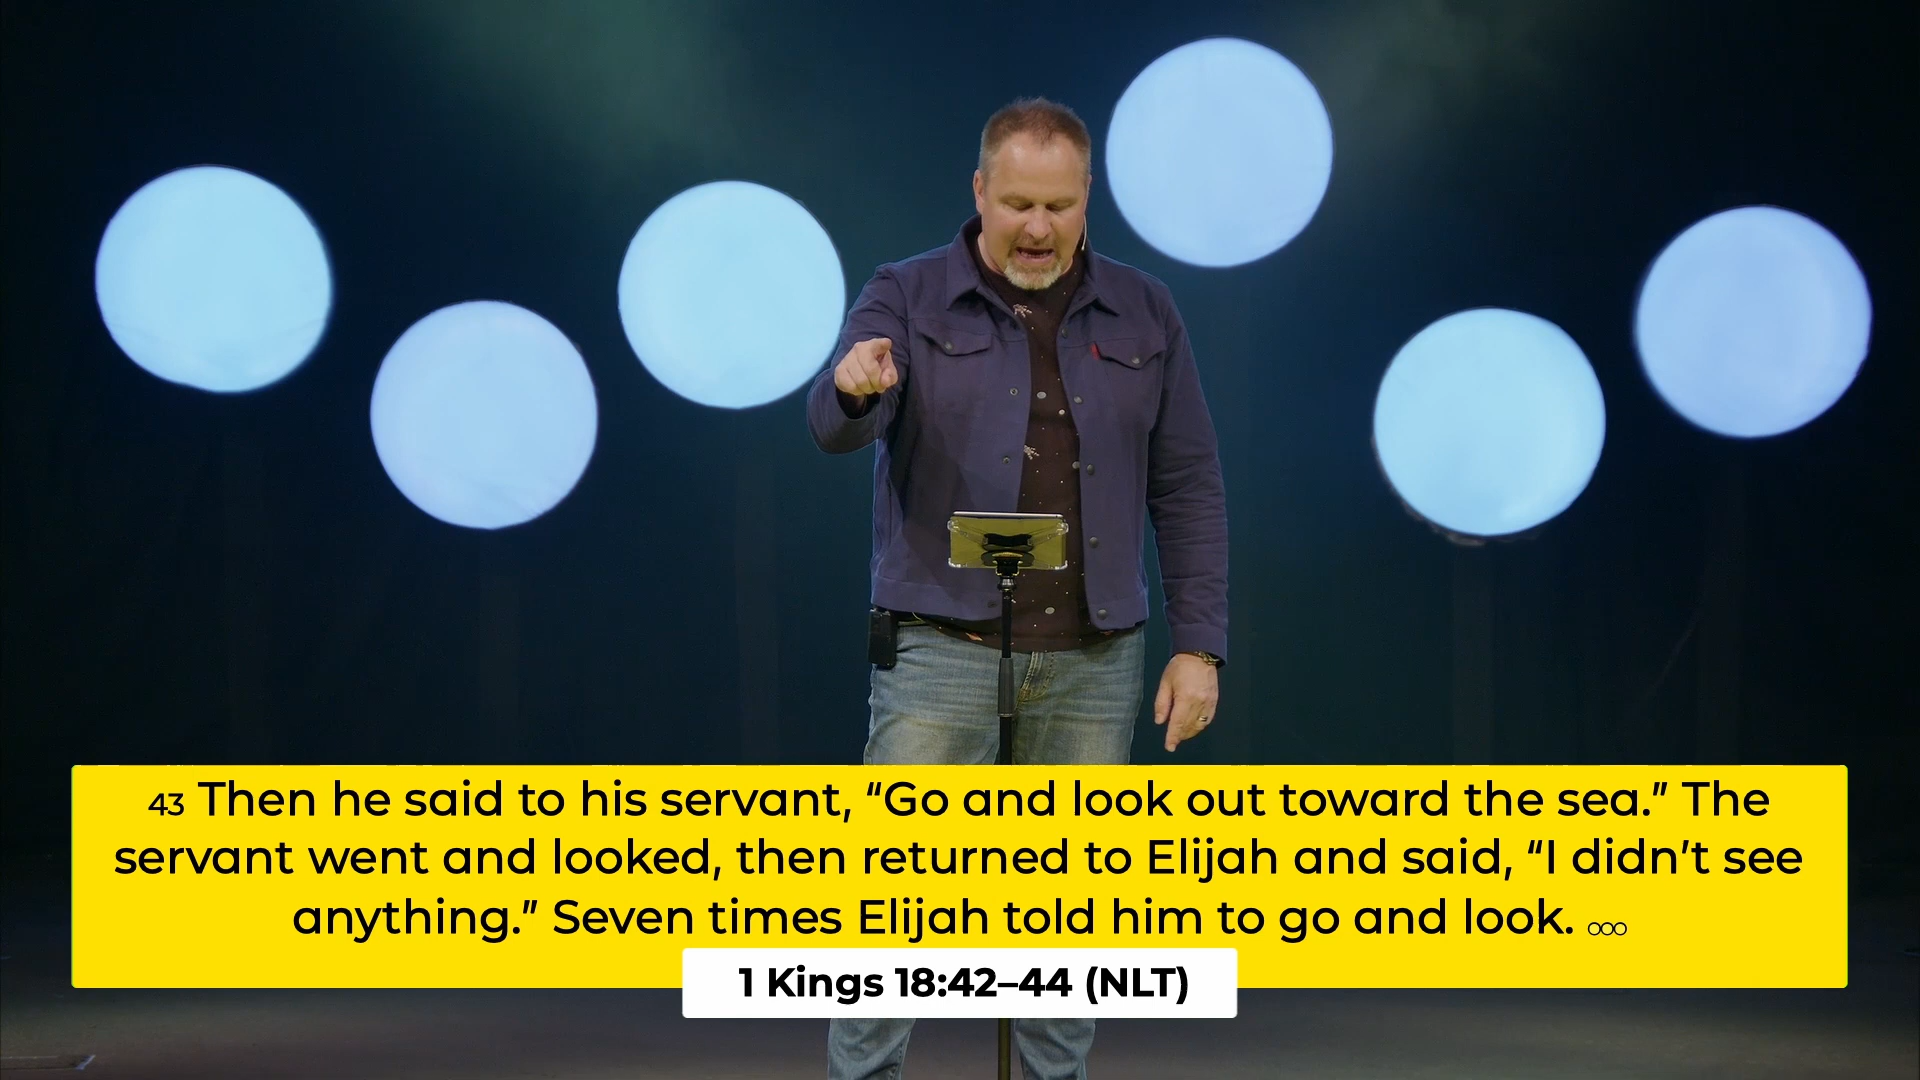 43 Then he said to his servant, “Go and look out toward the sea.” The
servant went and looked, then returned to Elijah and said, “I didn’t see
anything.” Seven times Elijah told him to go and look. ooo
1 Kings 18:42–44 (NLT)